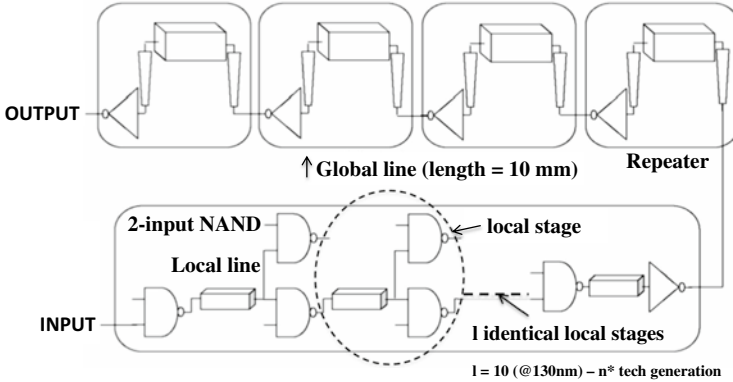 OUTPUT
↑ Global line (length = 10 mm)
Repeater
2-input NAND
local stage
Local line
INPUT
l identical local stages
l = 10 (@130nm) – n* tech generation